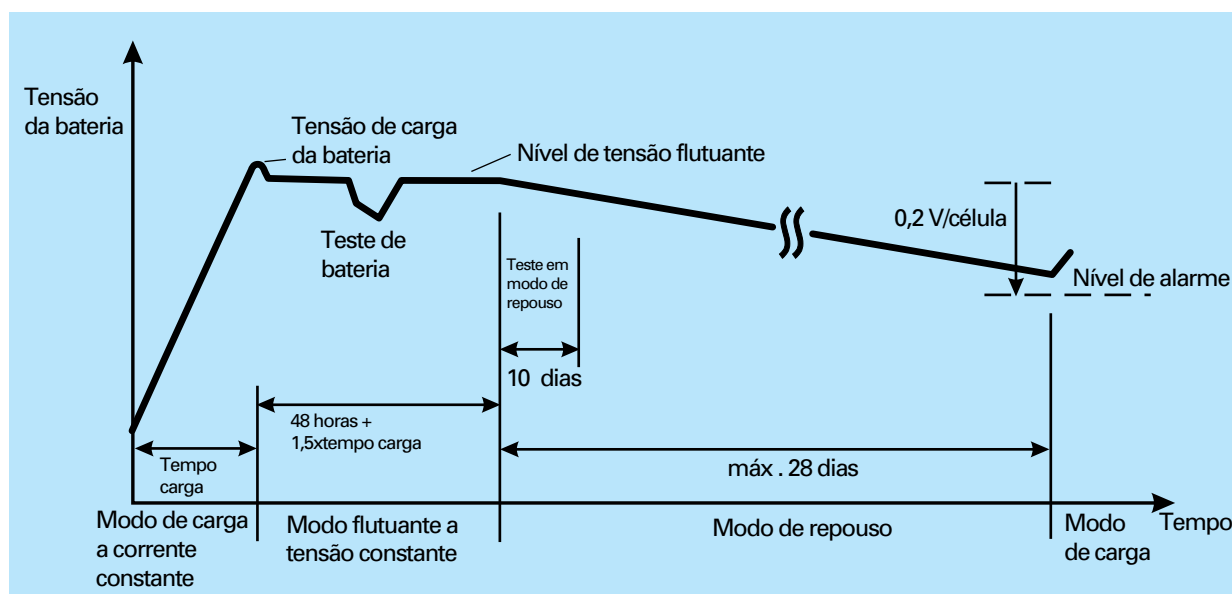 Tensão
da bateria
Tensão de carga
da bateria
Nível de tensão flutuante
Teste de
bateria
Teste em
modo de
repouso
10 dias
0,2 V/célula
Nível de alarme
48 horas +
1,5xtempo carga
Tempo
carga
máx . 28 dias
Modo de carga
a corrente
constante
Modo flutuante a
tensão constante
Modo de repouso
Modo
de carga
Tempo